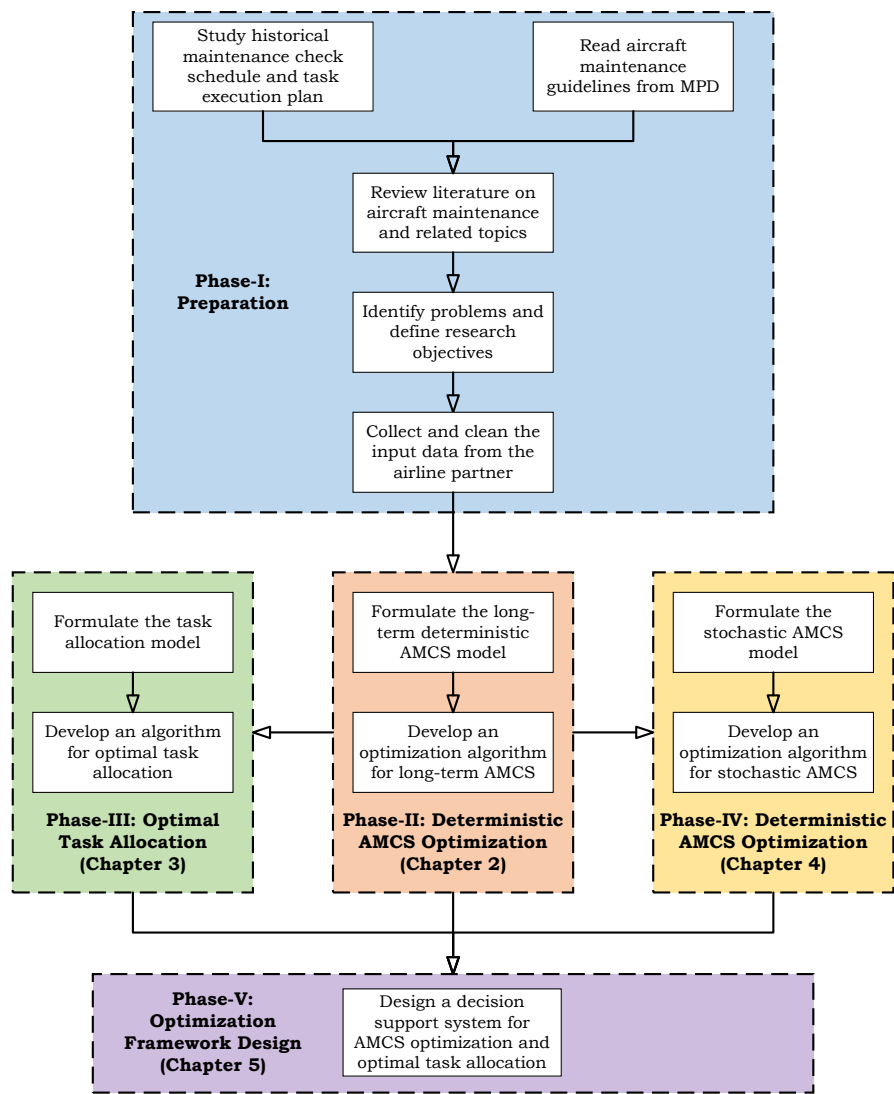 Study historical
maintenance check
schedule and task
execution plan
Read aircraft
maintenance
guidelines from MPD
Review literature on
aircraft maintenance
and related topics
Phase-I:
Preparation
Identify problems and
define research
objectives
Collect and clean the
input data from the
airline partner
Formulate the task
allocation model
Develop an algorithm
for optimal task
allocation
Phase-III: Optimal
Task Allocation
(Chapter 3)
Formulate the long-
term deterministic
AMCS model
Develop an
optimization algorithm
for long-term AMCS
Phase-II: Deterministic
AMCS Optimization
(Chapter 2)
Formulate the
stochastic AMCS
model
Develop an
optimization algorithm
for stochastic AMCS
Phase-IV: Deterministic
AMCS Optimization
(Chapter 4)
Phase-V:
Optimization
Framework Design
(Chapter 5)
Design a decision
support system for
AMCS optimization and
optimal task allocation